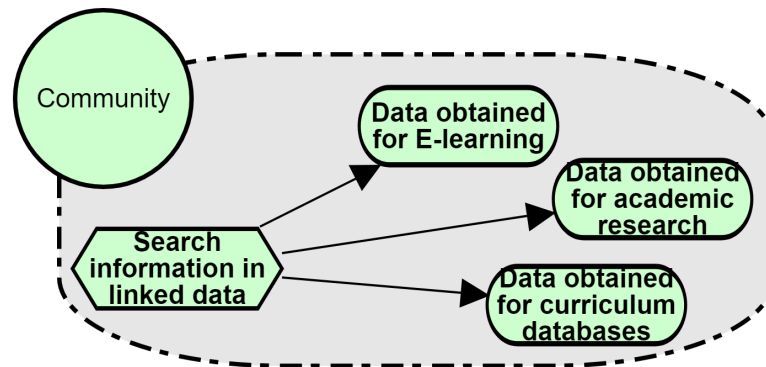 Community
Data obtained
for E-learning
Data obtained
for academic
research
Search
information in
linked data
Data obtained
for curriculum
databases